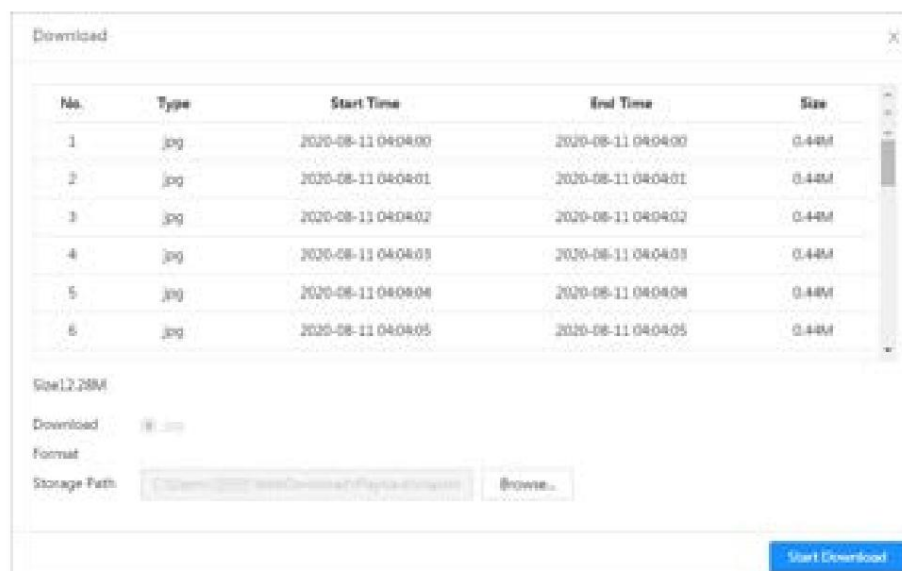 Download
No. Type Start Time End Time Size
1 .jpg 2020-08-11 04:04:00 2020-08-11 04:04:00 0.44M
2 .jpg 2020-08-11 04:04:01 2020-08-11 04:04:01 0.44M
3 .jpg 2020-08-11 04:04:02 2020-08-11 04:04:02 0.44M
4 .jpg 2020-08-11 04:04:03 2020-08-11 04:04:03 0.44M
5 .jpg 2020-08-11 04:04:04 2020-08-11 04:04:04 0.44M
6 .jpg 2020-08-11 04:04:05 2020-08-11 04:04:05 0.44M
Size12.28M
Download
Format
Storage Path Browse...
Start Download